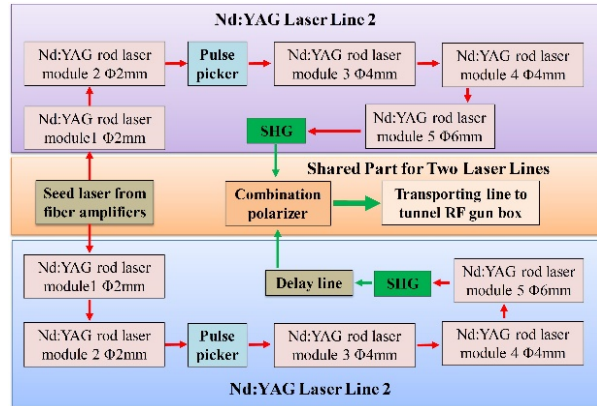 Nd:YAG Laser Line 2
Nd:YAG rod laser
module 2 Φ2mm
Pulse
picker
Nd:YAG rod laser
module 3 Φ4mm
Nd:YAG rod laser
module 4 Φ4mm
Nd:YAG rod laser
module1 Φ2mm
SHG
Nd:YAG rod laser
module 5 Φ6mm
Shared Part for Two Laser Lines
Seed laser from
fiber amplifiers
Combination
polarizer
Transporting line to
tunnel RF gun box
Nd:YAG rod laser
module1 Φ2mm
Delay line
SHG
Nd:YAG rod laser
module 5 Φ6mm
Nd:YAG rod laser
module 2 Φ2mm
Pulse
picker
Nd:YAG rod laser
module 3 Φ4mm
Nd:YAG rod laser
module 4 Φ4mm
Nd:YAG Laser Line 2